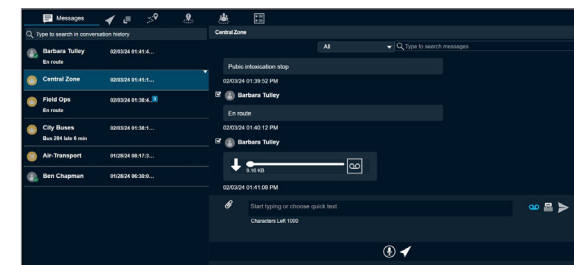 Messages
Type to search in conversation history
Barbara Tulley 02/03/24 01:41:4...
En route
Central Zone 02/03/24 01:41:1...
Field Ops 02/03/24 01:38:4...
En route
City Buses 02/03/24 01:38:1...
Bus 284 late 6 min
Air-Transport 01/28/24 08:17:3...
Ben Chapman 01/26/24 06:30:0...
Central Zone
All Type to search messages
Pubic intoxication stop
02/03/24 01:39:52 PM
Barbara Tulley
En route
02/03/24 01:40:12 PM
Barbara Tulley
9.16 KB
02/03/24 01:41:08 PM
Start typing or choose quick text
Characters Left 1000